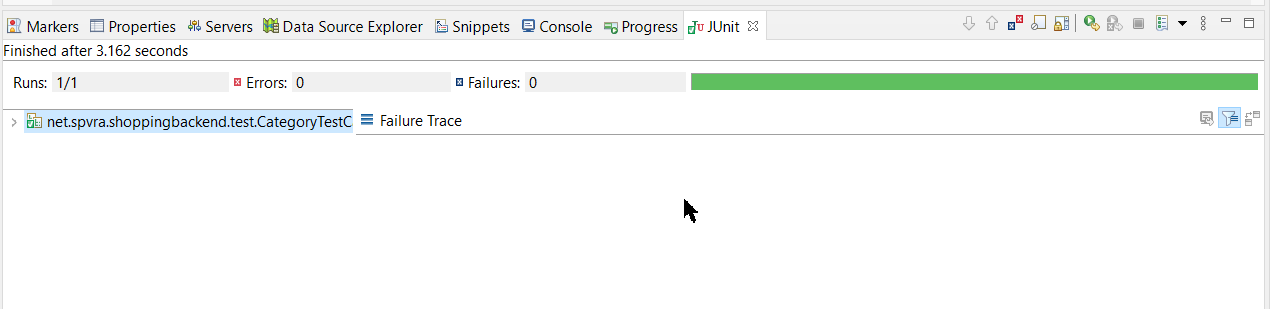 Markers Properties Servers Data Source Explorer Snippets Console Progress JUnit
Finished after 3.162 seconds
Runs: 1/1 Errors: 0 Failures: 0
net.spvra.shoppingbackend.test.CategoryTestC Failure Trace